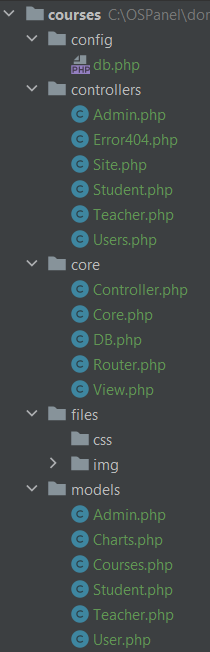 courses C:\OSPanel\dor
config
db.php
controllers
Admin.php
Error404.php
Site.php
Student.php
Teacher.php
Users.php
core
Controller.php
Core.php
DB.php
Router.php
View.php
files
css
img
models
Admin.php
Charts.php
Courses.php
Student.php
Teacher.php
User.php